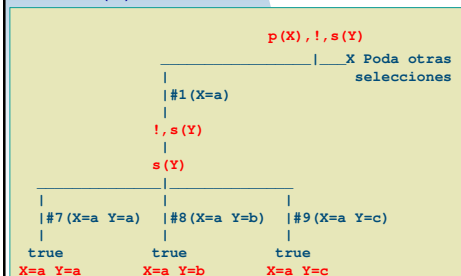 p(X),!,s(Y)
X Poda otras
selecciones
#1(X=a)
!,s(Y)
s(Y)
#7(X=a Y=a) #8(X=a Y=b) #9(X=a Y=c)
true true true
X=a Y=a X=a Y=b X=a Y=c